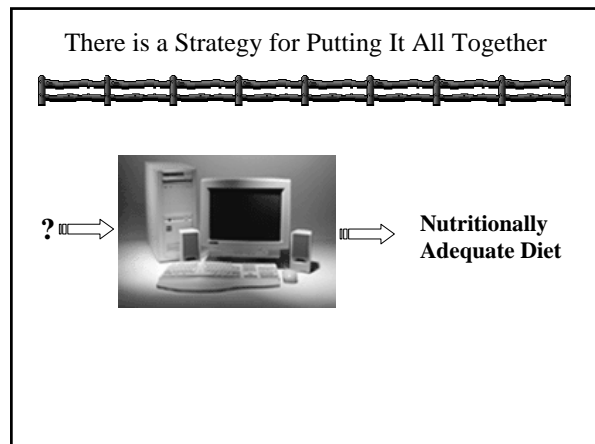 There is a Strategy for Putting It All Together
?
Nutritionally
Adequate Diet